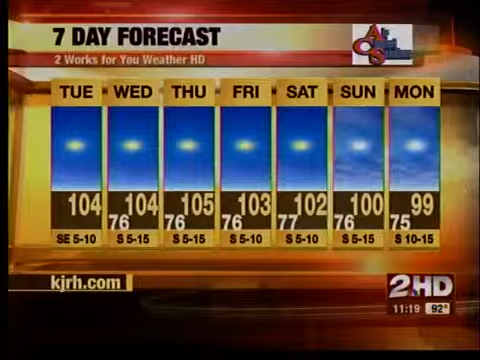 7 DAY FORECAST
2 Works for You Weather HD
TUE WED THU FRI SAT SUN MON
104 104 105 103 102 100 99
76 76 76 77 76 75
SE 5-10 S 5-15 S 5-15 S 5-10 S 5-10 S 5-15 S 10-15
kjrh.com
2HD
11:19 92°